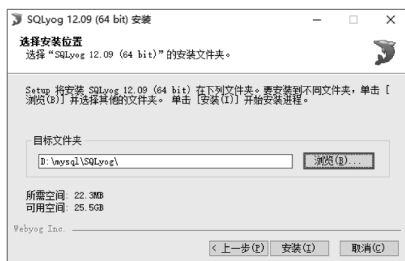 SQLyog 12.09 (64 bit) 安装
选择安装位置
选择“SQLyog 12.09 (64 bit)”的安装文件夹。
Setup 将安装 SQLyog 12.09 (64 bit) 在下列文件夹。要安装到不同文件夹，单击 [
浏览(B)] 并选择其他的文件夹。 单击 [安装(I)] 开始安装进程。
目标文件夹
D:\mysql\SQLyog\
浏览(B)...
所需空间: 22.3MB
可用空间: 25.5GB
Webyog Inc.
< 上一步(P)
安装(I)
取消(C)